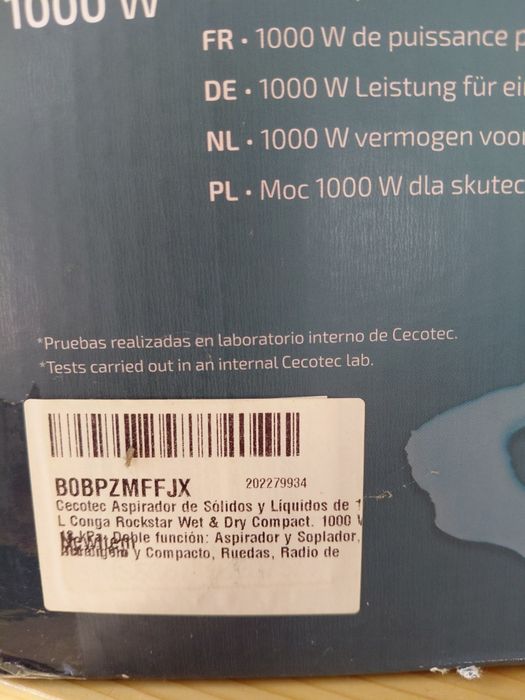 1000 W
FR • 1000 W de puissance p
DE • 1000 W Leistung für ei
NL • 1000 W vermogen voo
PL • Moc 1000 W dla skutec
*Pruebas realizadas en laboratorio interno de Cecotec.
*Tests carried out in an internal Cecotec lab.
B0BPZMFFJX 202279934
Cecotec Aspirador de Sólidos y Líquidos de 1
L Conga Rockstar Wet & Dry Compact. 1000 W
kPa, Doble función: Aspirador y Soplador,
y Compacto, Ruedas, Radio de